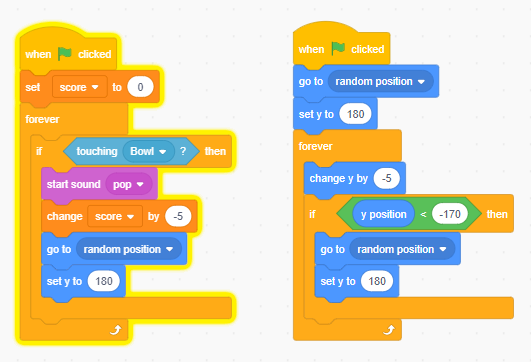 when clicked
set score to 0
forever
if touching Bowl ? then
start sound pop
change score by -5
go to random position
set y to 180
when clicked
go to random position
set y to 180
forever
change y by -5
if y position < -170 then
go to random position
set y to 180